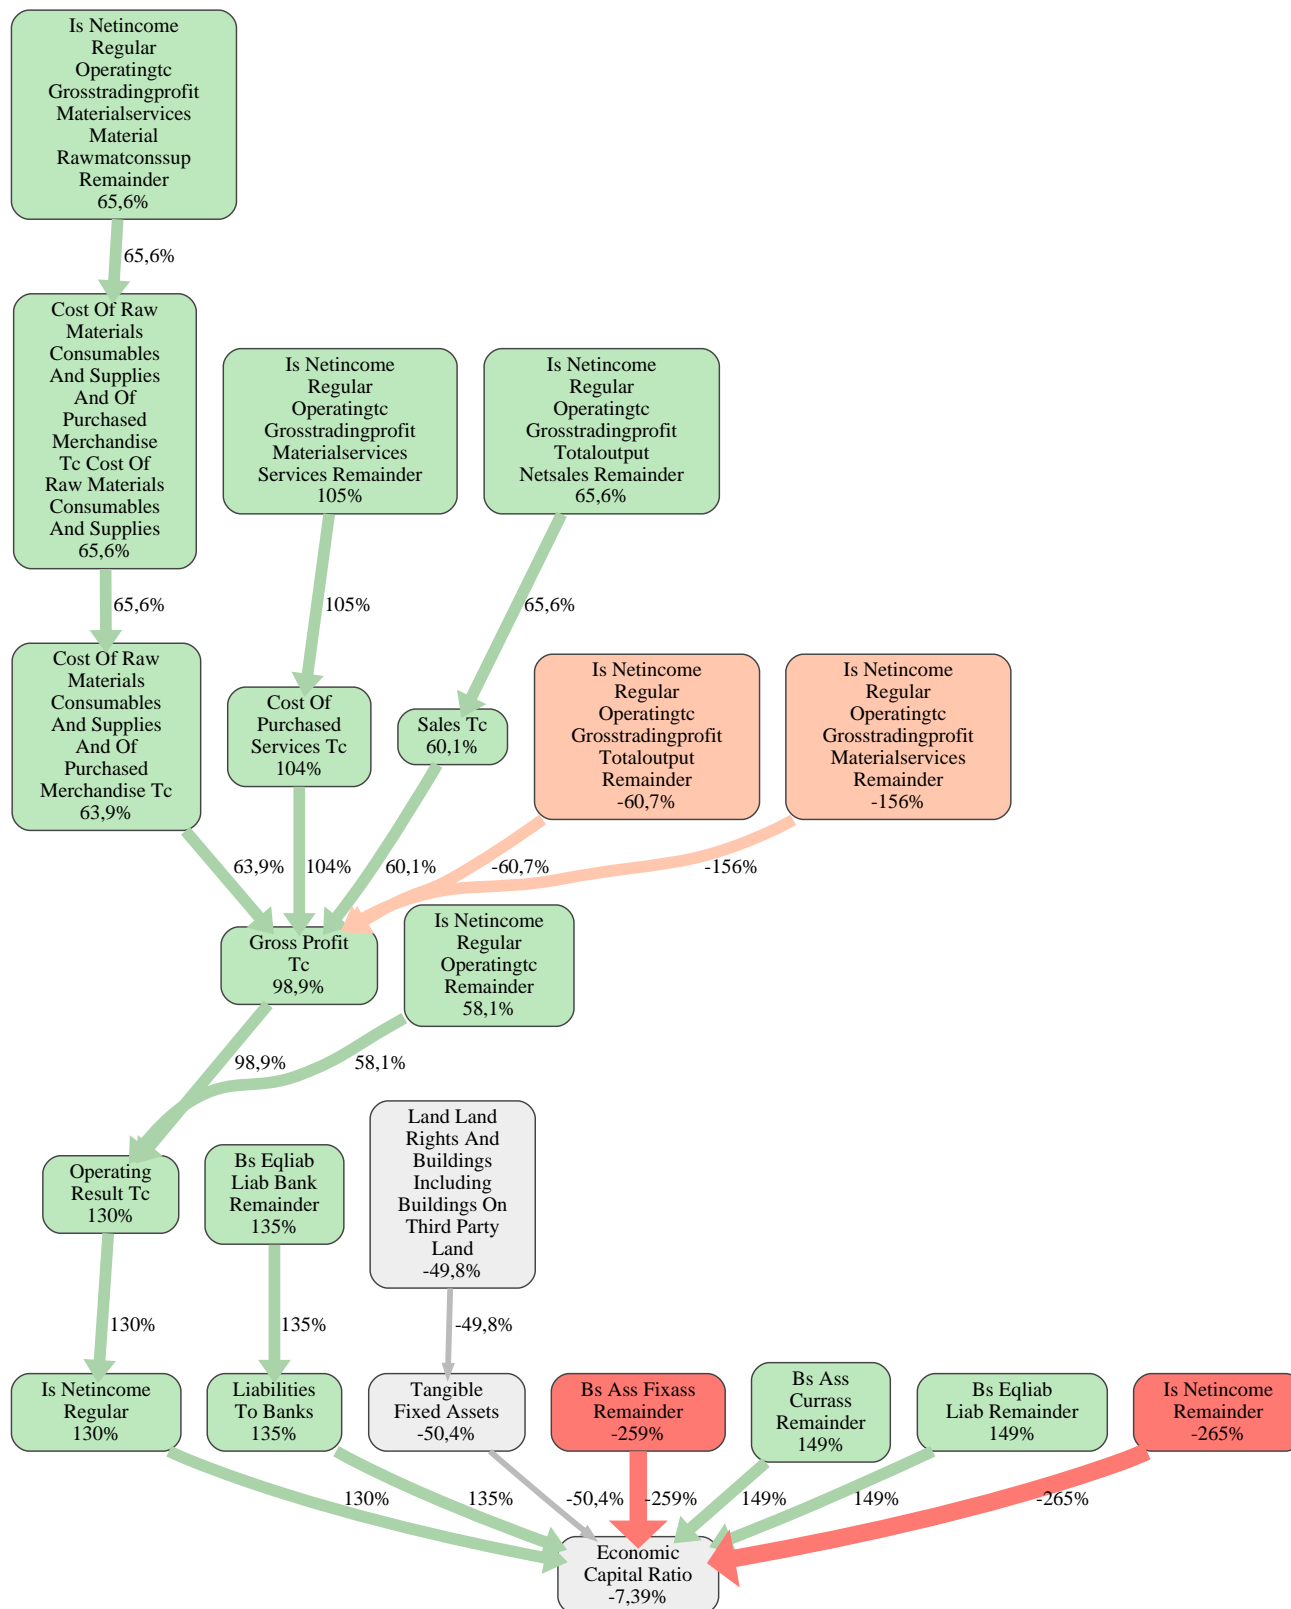 Is Netincome
Regular
Operatingtc
Grosstradingprofit
Materialservices
Material
Rawmatconssup
Remainder
65,6%
65,6%
Cost Of Raw
Materials
Consumables
And Supplies
And Of
Purchased
Merchandise
Tc Cost Of
Raw Materials
Consumables
And Supplies
65,6%
Is Netincome
Regular
Operatingtc
Grosstradingprofit
Materialservices
Services Remainder
105%
Is Netincome
Regular
Operatingtc
Grosstradingprofit
Totaloutput
Netsales Remainder
65,6%
65,6%
105%
65,6%
Cost Of Raw
Materials
Consumables
And Supplies
And Of
Purchased
Merchandise Tc
63,9%
Cost Of
Purchased
Services Tc
104%
Sales Tc
60,1%
Is Netincome
Regular
Operatingtc
Grosstradingprofit
Totaloutput
Remainder
-60,7%
Is Netincome
Regular
Operatingtc
Grosstradingprofit
Materialservices
Remainder
-156%
63,9%
104%
60,1%
-60,7%
-156%
Gross Profit
Tc
98,9%
Is Netincome
Regular
Operatingtc
Remainder
58,1%
98,9%
58,1%
Operating
Result Tc
130%
Bs Eqliab
Liab Bank
Remainder
135%
Land Land
Rights And
Buildings
Including
Buildings On
Third Party
Land
-49,8%
130%
135%
-49,8%
Is Netincome
Regular
130%
Liabilities
To Banks
135%
Tangible
Fixed Assets
-50,4%
Bs Ass Fixass
Remainder
-259%
Bs Ass
Currass
Remainder
149%
Bs Eqliab
Liab Remainder
149%
Is Netincome
Remainder
-265%
130%
135%
-50,4%
-259%
149%
149%
-265%
Economic
Capital Ratio
-7,39%